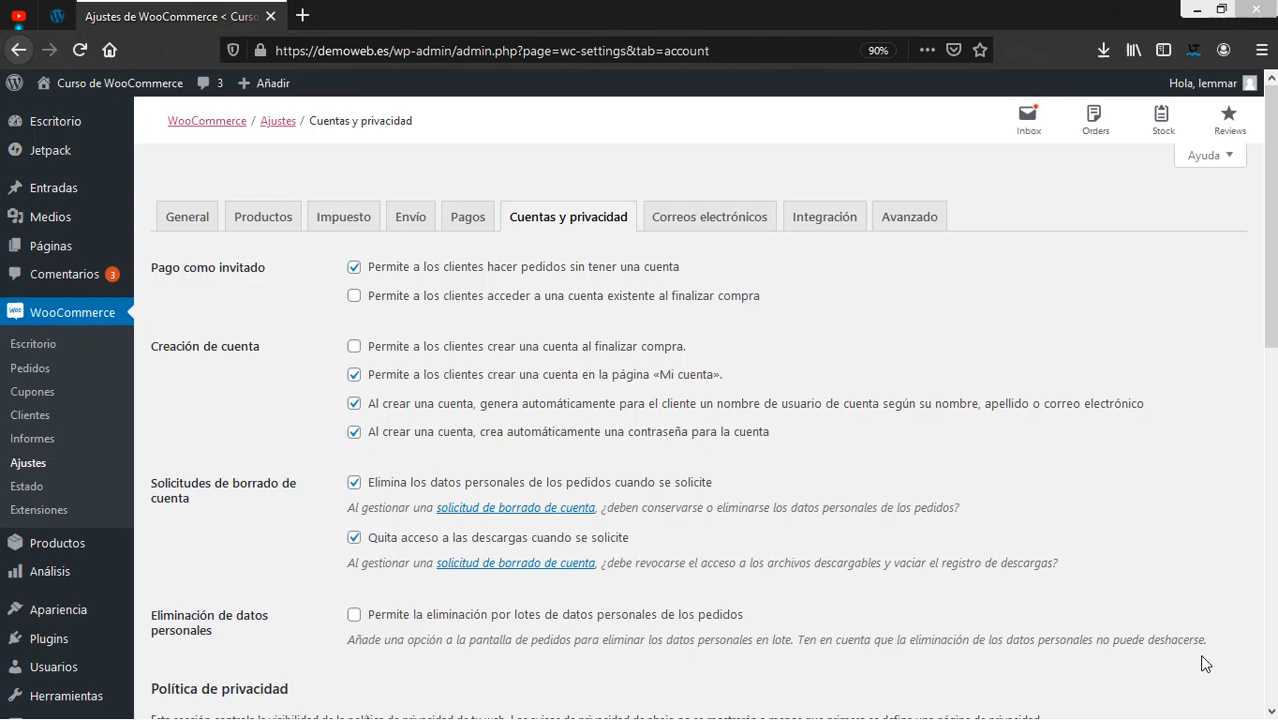 Ajustes de WooCommerce < Curso
https://demoweb.es/wp-admin/admin.php?page=wc-settings&tab=account
90%
Curso de WooCommerce
3
Añadir
Hola, lemmar
Escritorio
Jetpack
Entradas
Medios
Páginas
Comentarios 3
WooCommerce
Escritorio
Pedidos
Cupones
Clientes
Informes
Ajustes
Estado
Extensiones
Productos
Análisis
Apariencia
Plugins
Usuarios
Herramientas
WooCommerce / Ajustes / Cuentas y privacidad
Inbox
Orders
Stock
Reviews
Ayuda
General
Productos
Impuesto
Envío
Pagos
Cuentas y privacidad
Correos electrónicos
Integración
Avanzado
Pago como invitado
Permite a los clientes hacer pedidos sin tener una cuenta
Permite a los clientes acceder a una cuenta existente al finalizar compra
Creación de cuenta
Permite a los clientes crear una cuenta al finalizar compra.
Permite a los clientes crear una cuenta en la página «Mi cuenta».
Al crear una cuenta, genera automáticamente para el cliente un nombre de usuario de cuenta según su nombre, apellido o correo electrónico
Al crear una cuenta, crea automáticamente una contraseña para la cuenta
Solicitudes de borrado de
cuenta
Elimina los datos personales de los pedidos cuando se solicite
Al gestionar una solicitud de borrado de cuenta, ¿deben conservarse o eliminarse los datos personales de los pedidos?
Quita acceso a las descargas cuando se solicite
Al gestionar una solicitud de borrado de cuenta, ¿debe revocarse el acceso a los archivos descargables y vaciar el registro de descargas?
Eliminación de datos
personales
Permite la eliminación por lotes de datos personales de los pedidos
Añade una opción a la pantalla de pedidos para eliminar los datos personales en lote. Ten en cuenta que la eliminación de los datos personales no puede deshacerse.
Política de privacidad